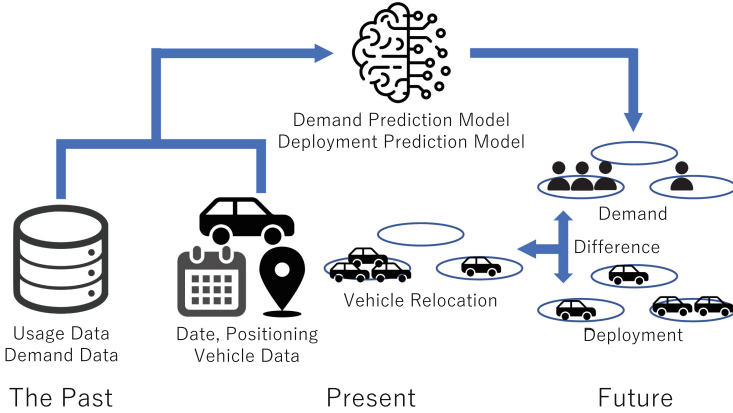 Demand Prediction Model
Deployment Prediction Model
Demand
Difference
Vehicle Relocation
Deployment
Usage Data
Demand Data
Date, Positioning
Vehicle Data
The Past
Present
Future